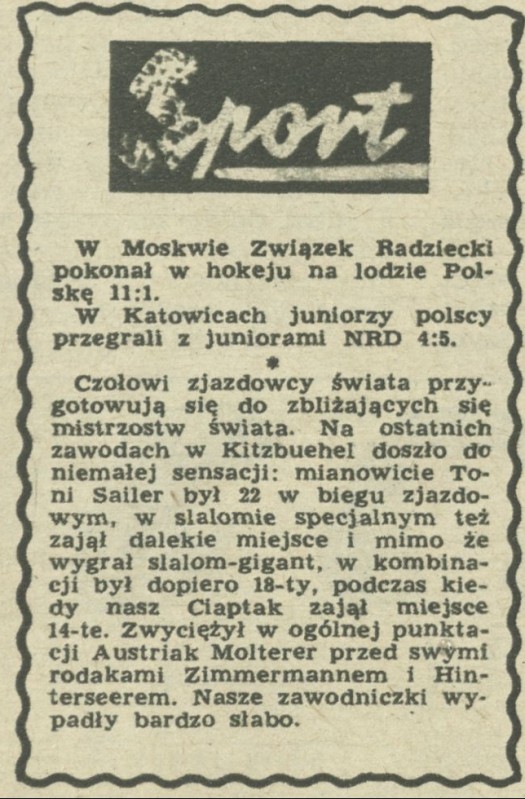 Sport
W Moskwie Związek Radziecki
pokonał w hokeju na lodzie Pol-
skę 11:1.
W Katowicach juniorzy polscy
przegrali z juniorami NRD 4:5.
*
Czołowi zjazdowcy świata przy-
gotowują się do zbliżających się
mistrzostw świata. Na ostatnich
zawodach w Kitzbuehel doszło do
niemałej sensacji: mianowicie To-
ni Sailer był 22 w biegu zjazdo-
wym, w slalomie specjalnym też
zajął dalekie miejsce i mimo że
wygrał slalom-gigant, w kombina-
cji był dopiero 18-ty, podczas kie-
dy nasz Ciaptak zajął miejsce
14-te. Zwyciężył w ogólnej punkta-
cji Austriak Molterer przed swymi
rodakami Zimmermannem i Hin-
terseerem. Nasze zawodniczki wy-
padły bardzo słabo.